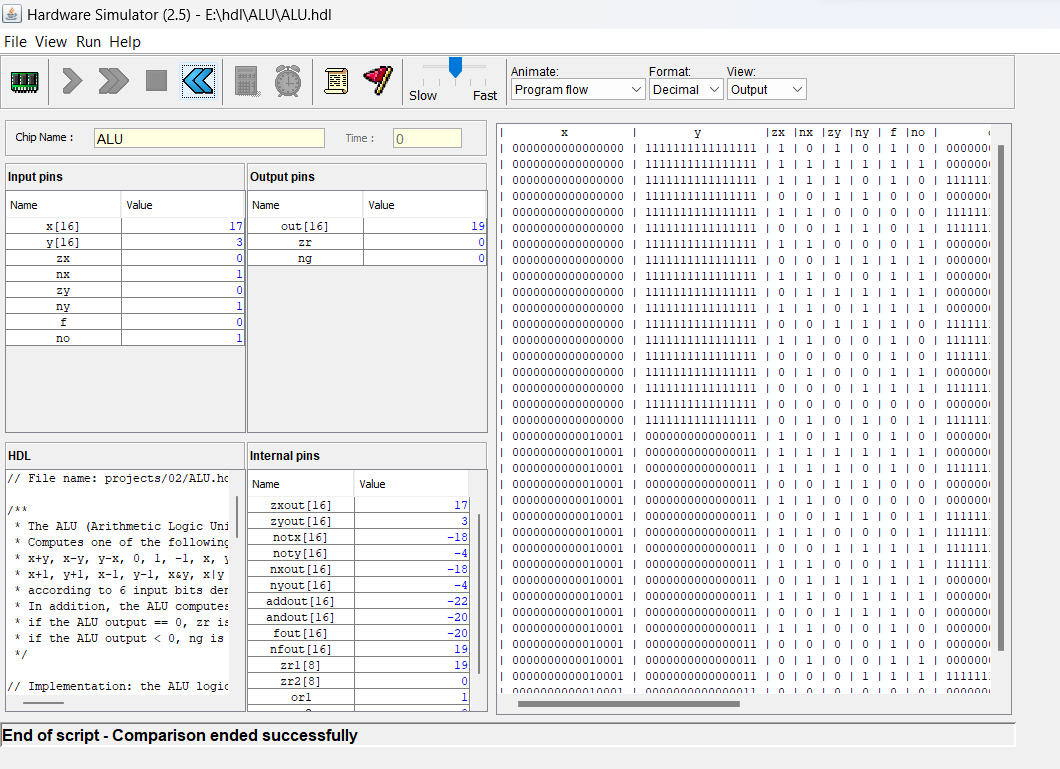 Hardware Simulator (2.5) - E:\hdl\ALU\ALU.hdl
File View Run Help
Slow Fast
Animate: Format: View:
Program flow Decimal Output
Chip Name : ALU Time : 0
Input pins
Name Value
x[16] 17
y[16] 3
zx 0
nx 1
zy 0
ny 1
f 0
no 1
Output pins
Name Value
out[16] 19
zr 0
ng 0
HDL
// File name: projects/02/ALU.hd
/**
* The ALU (Arithmetic Logic Uni
* Computes one of the following
* x+y, x-y, y-x, 0, 1, -1, x, y
* x+1, y+1, x-1, y-1, x&y, x|y
* according to 6 input bits der
* In addition, the ALU computes
* if the ALU output == 0, zr is
* if the ALU output < 0, ng is
*/
// Implementation: the ALU logic
Internal pins
Name Value
zxout[16] 17
zyout[16] 3
notx[16] -18
noty[16] -4
nxout[16] -18
nyout[16] -4
addout[16] -22
andout[16] -20
fout[16] -20
nfout[16] 19
zr1[8] 19
zr2[8] 0
or1 1
| x | y |zx |nx |zy |ny | f |no |
| 0000000000000000 | 1111111111111111 | 1 | 0 | 1 | 0 | 1 | 0 | 000000
| 0000000000000000 | 1111111111111111 | 1 | 1 | 1 | 1 | 1 | 1 | 000000
| 0000000000000000 | 1111111111111111 | 1 | 1 | 1 | 0 | 1 | 0 | 111111
| 0000000000000000 | 1111111111111111 | 0 | 0 | 1 | 1 | 0 | 0 | 000000
| 0000000000000000 | 1111111111111111 | 1 | 1 | 0 | 0 | 0 | 0 | 111111
| 0000000000000000 | 1111111111111111 | 0 | 0 | 1 | 1 | 0 | 1 | 111111
| 0000000000000000 | 1111111111111111 | 1 | 1 | 0 | 0 | 0 | 1 | 000000
| 0000000000000000 | 1111111111111111 | 0 | 0 | 1 | 1 | 1 | 1 | 000000
| 0000000000000000 | 1111111111111111 | 1 | 1 | 0 | 0 | 1 | 1 | 000000
| 0000000000000000 | 1111111111111111 | 0 | 1 | 1 | 1 | 1 | 1 | 000000
| 0000000000000000 | 1111111111111111 | 1 | 1 | 0 | 1 | 1 | 1 | 000000
| 0000000000000000 | 1111111111111111 | 0 | 0 | 1 | 1 | 1 | 0 | 111111
| 0000000000000000 | 1111111111111111 | 1 | 1 | 0 | 0 | 1 | 0 | 111111
| 0000000000000000 | 1111111111111111 | 0 | 0 | 0 | 0 | 1 | 0 | 111111
| 0000000000000000 | 1111111111111111 | 0 | 1 | 0 | 0 | 1 | 1 | 000000
| 0000000000000000 | 1111111111111111 | 0 | 0 | 0 | 1 | 1 | 1 | 111111
| 0000000000000000 | 1111111111111111 | 0 | 0 | 0 | 0 | 0 | 0 | 000000
| 0000000000000000 | 1111111111111111 | 0 | 1 | 0 | 1 | 0 | 1 | 111111
| 0000000000010001 | 0000000000000011 | 1 | 0 | 1 | 0 | 1 | 0 | 000000
| 0000000000010001 | 0000000000000011 | 1 | 1 | 1 | 1 | 1 | 1 | 000000
| 0000000000010001 | 0000000000000011 | 1 | 1 | 1 | 0 | 1 | 0 | 111111
| 0000000000010001 | 0000000000000011 | 0 | 0 | 1 | 1 | 0 | 0 | 000000
| 0000000000010001 | 0000000000000011 | 1 | 1 | 0 | 0 | 0 | 0 | 000000
| 0000000000010001 | 0000000000000011 | 0 | 0 | 1 | 1 | 0 | 1 | 111111
| 0000000000010001 | 0000000000000011 | 1 | 1 | 0 | 0 | 0 | 1 | 111111
| 0000000000010001 | 0000000000000011 | 0 | 0 | 1 | 1 | 1 | 1 | 111111
| 0000000000010001 | 0000000000000011 | 1 | 1 | 0 | 0 | 1 | 1 | 111111
| 0000000000010001 | 0000000000000011 | 0 | 1 | 1 | 1 | 1 | 1 | 000000
| 0000000000010001 | 0000000000000011 | 1 | 1 | 0 | 1 | 1 | 1 | 000000
| 0000000000010001 | 0000000000000011 | 0 | 0 | 1 | 1 | 1 | 0 | 000000
| 0000000000010001 | 0000000000000011 | 1 | 1 | 0 | 0 | 1 | 0 | 000000
| 0000000000010001 | 0000000000000011 | 0 | 0 | 0 | 0 | 1 | 0 | 000000
| 0000000000010001 | 0000000000000011 | 0 | 1 | 0 | 0 | 1 | 1 | 000000
| 0000000000010001 | 0000000000000011 | 0 | 0 | 0 | 1 | 1 | 1 | 111111
| 0000000000010001 | 0000000000000011 | 0 | 0 | 0 | 0 | 0 | 0 | 000000
End of script - Comparison ended successfully